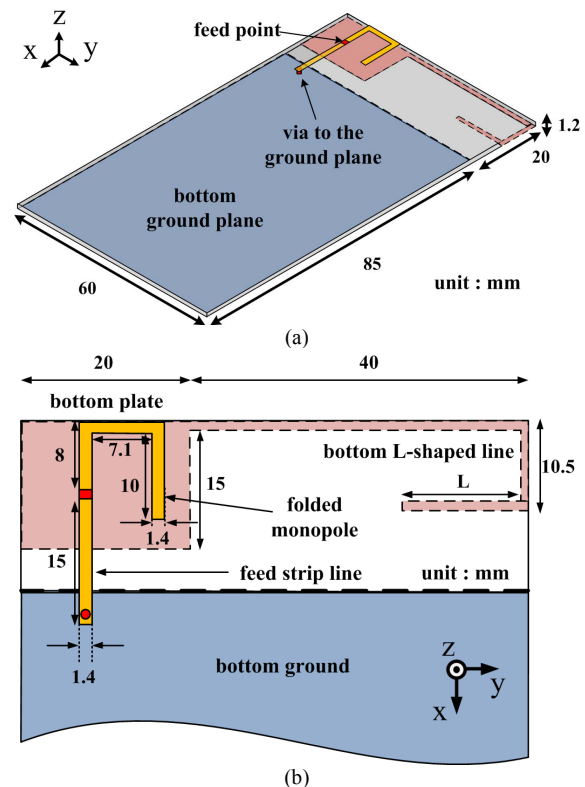 z
x
y
feed point
via to the
ground plane
1.2
20
bottom
ground plane
85
60
unit : mm
(a)
20
40
bottom plate
8
7.1
bottom L-shaped line
10.5
10
15
L
folded
monopole
1.4
15
feed strip line
unit : mm
bottom ground
z
y
x
1.4
(b)